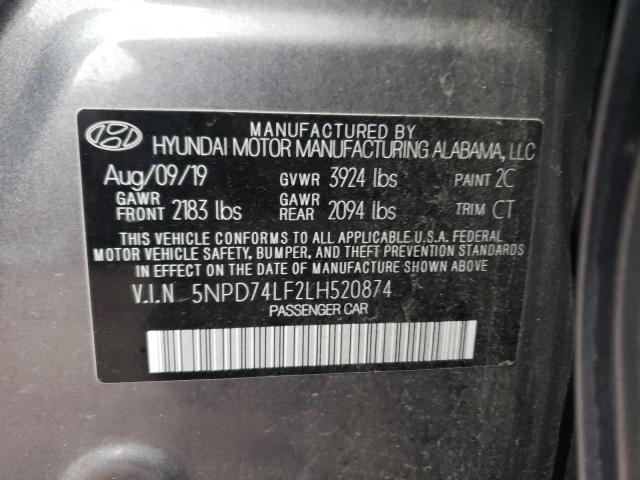 MANUFACTURED BY
HYUNDAI MOTOR MANUFACTURING ALABAMA, LLC
Aug/09/19 GVWR 3924 lbs PAINT 2C
GAWR FRONT 2183 lbs GAWR REAR 2094 lbs TRIM CT
THIS VEHICLE CONFORMS TO ALL APPLICABLE U.S.A. FEDERAL
MOTOR VEHICLE SAFETY, BUMPER, AND THEFT PREVENTION STANDARDS
IN EFFECT ON THE DATE OF MANUFACTURE SHOWN ABOVE.
V.I.N 5NPD74LF2LH520874
PASSENGER CAR